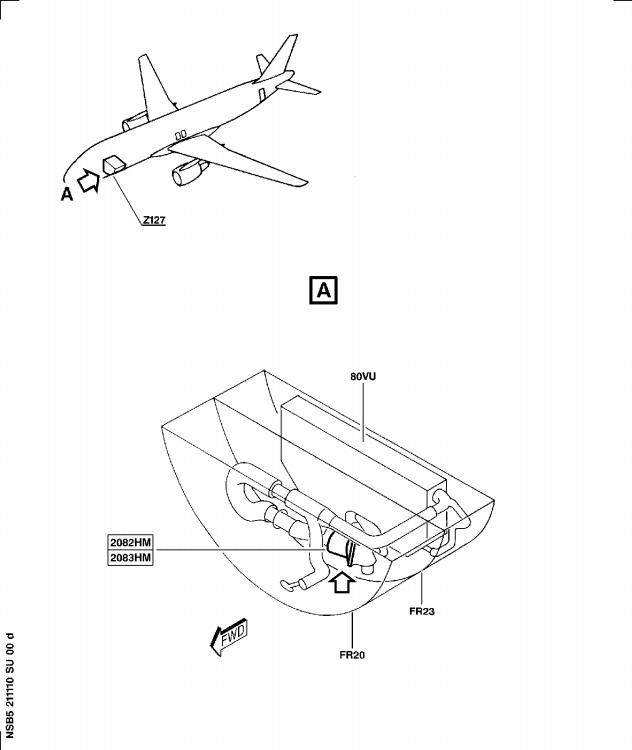 A
Z127
A
80VU
2082HM
2083HM
FR23
FWD
FR20
NSB5 211110 SU 00 d